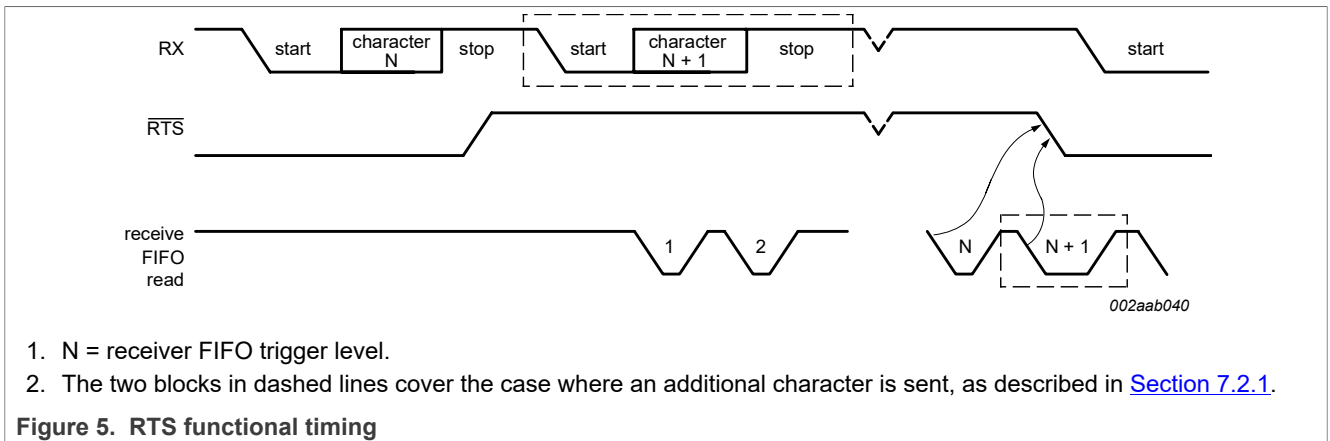 RX
start
character
N
stop
start
character
N + 1
stop
start
RTS
receive
FIFO
read
1
2
N
N + 1
002aab040
1. N = receiver FIFO trigger level.
2. The two blocks in dashed lines cover the case where an additional character is sent, as described in Section 7.2.1.
Figure 5. RTS functional timing